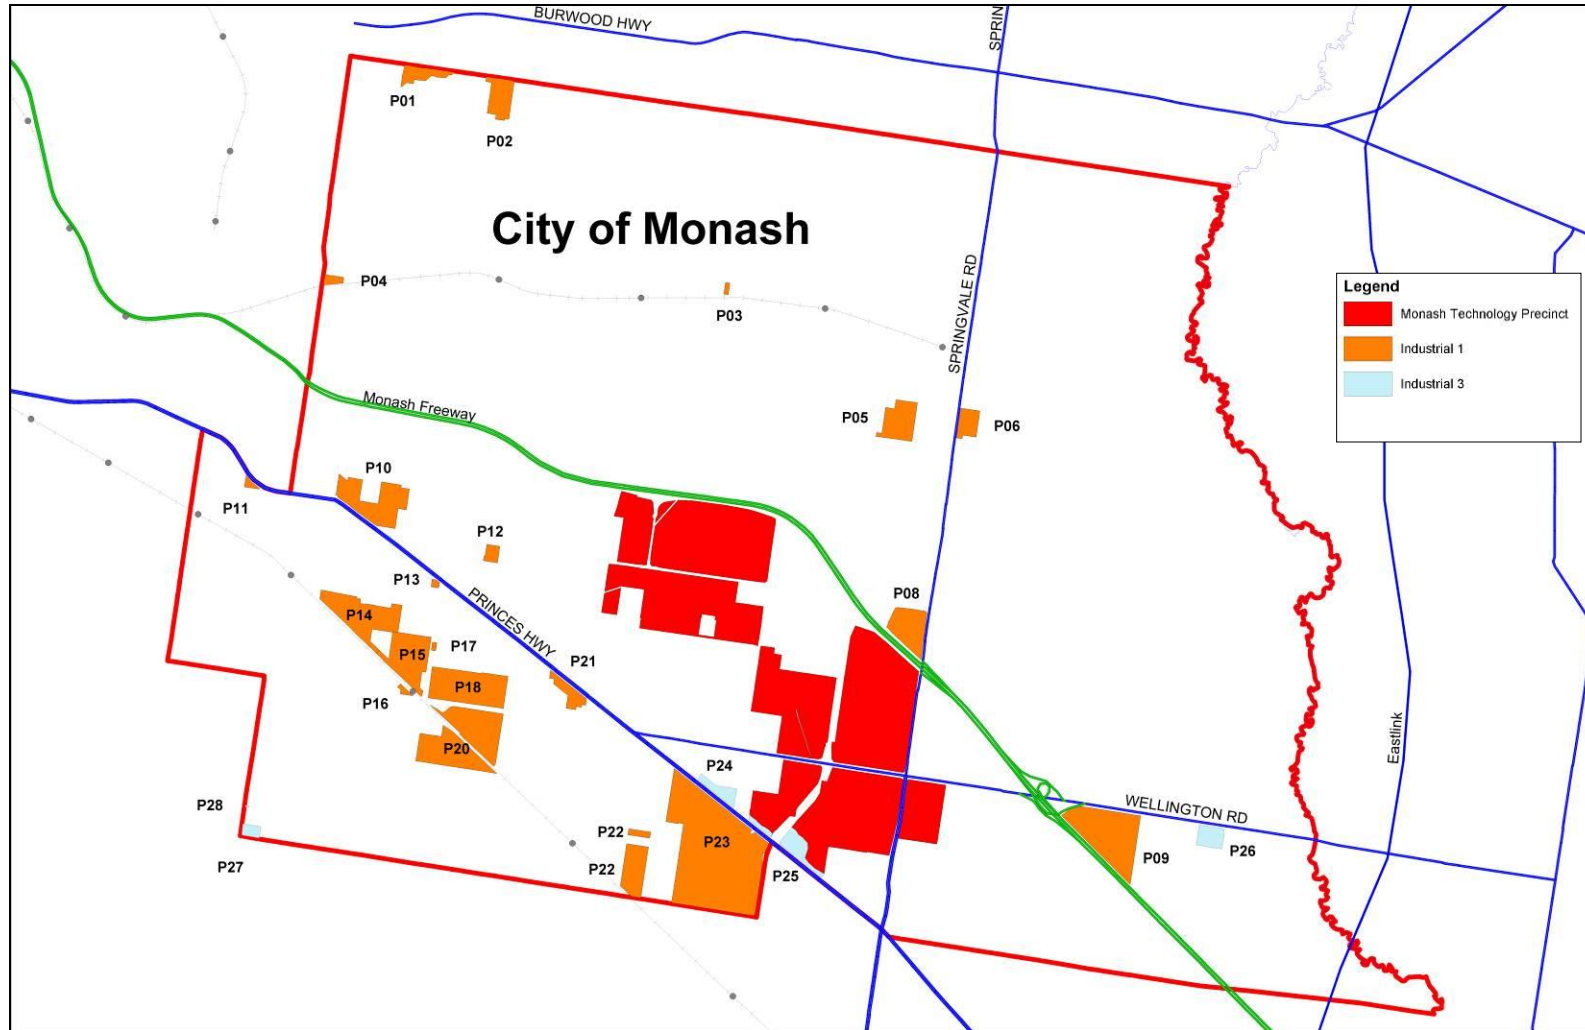 BURWOOD HWY
SPRIN
P01
P02
City of Monash
P04
P03
SPRINGVALE RD
Legend
Monash Technology Precinct
Industrial 1
Industrial 3
Monash Freeway
P05
P06
P10
P11
P12
P13
PRINCES HWY
P08
P14
P17
P15
P21
P18
P16
P20
Eastlink
P24
P28
WELLINGTON RD
P22
P23
P26
P09
P27
P22
P25